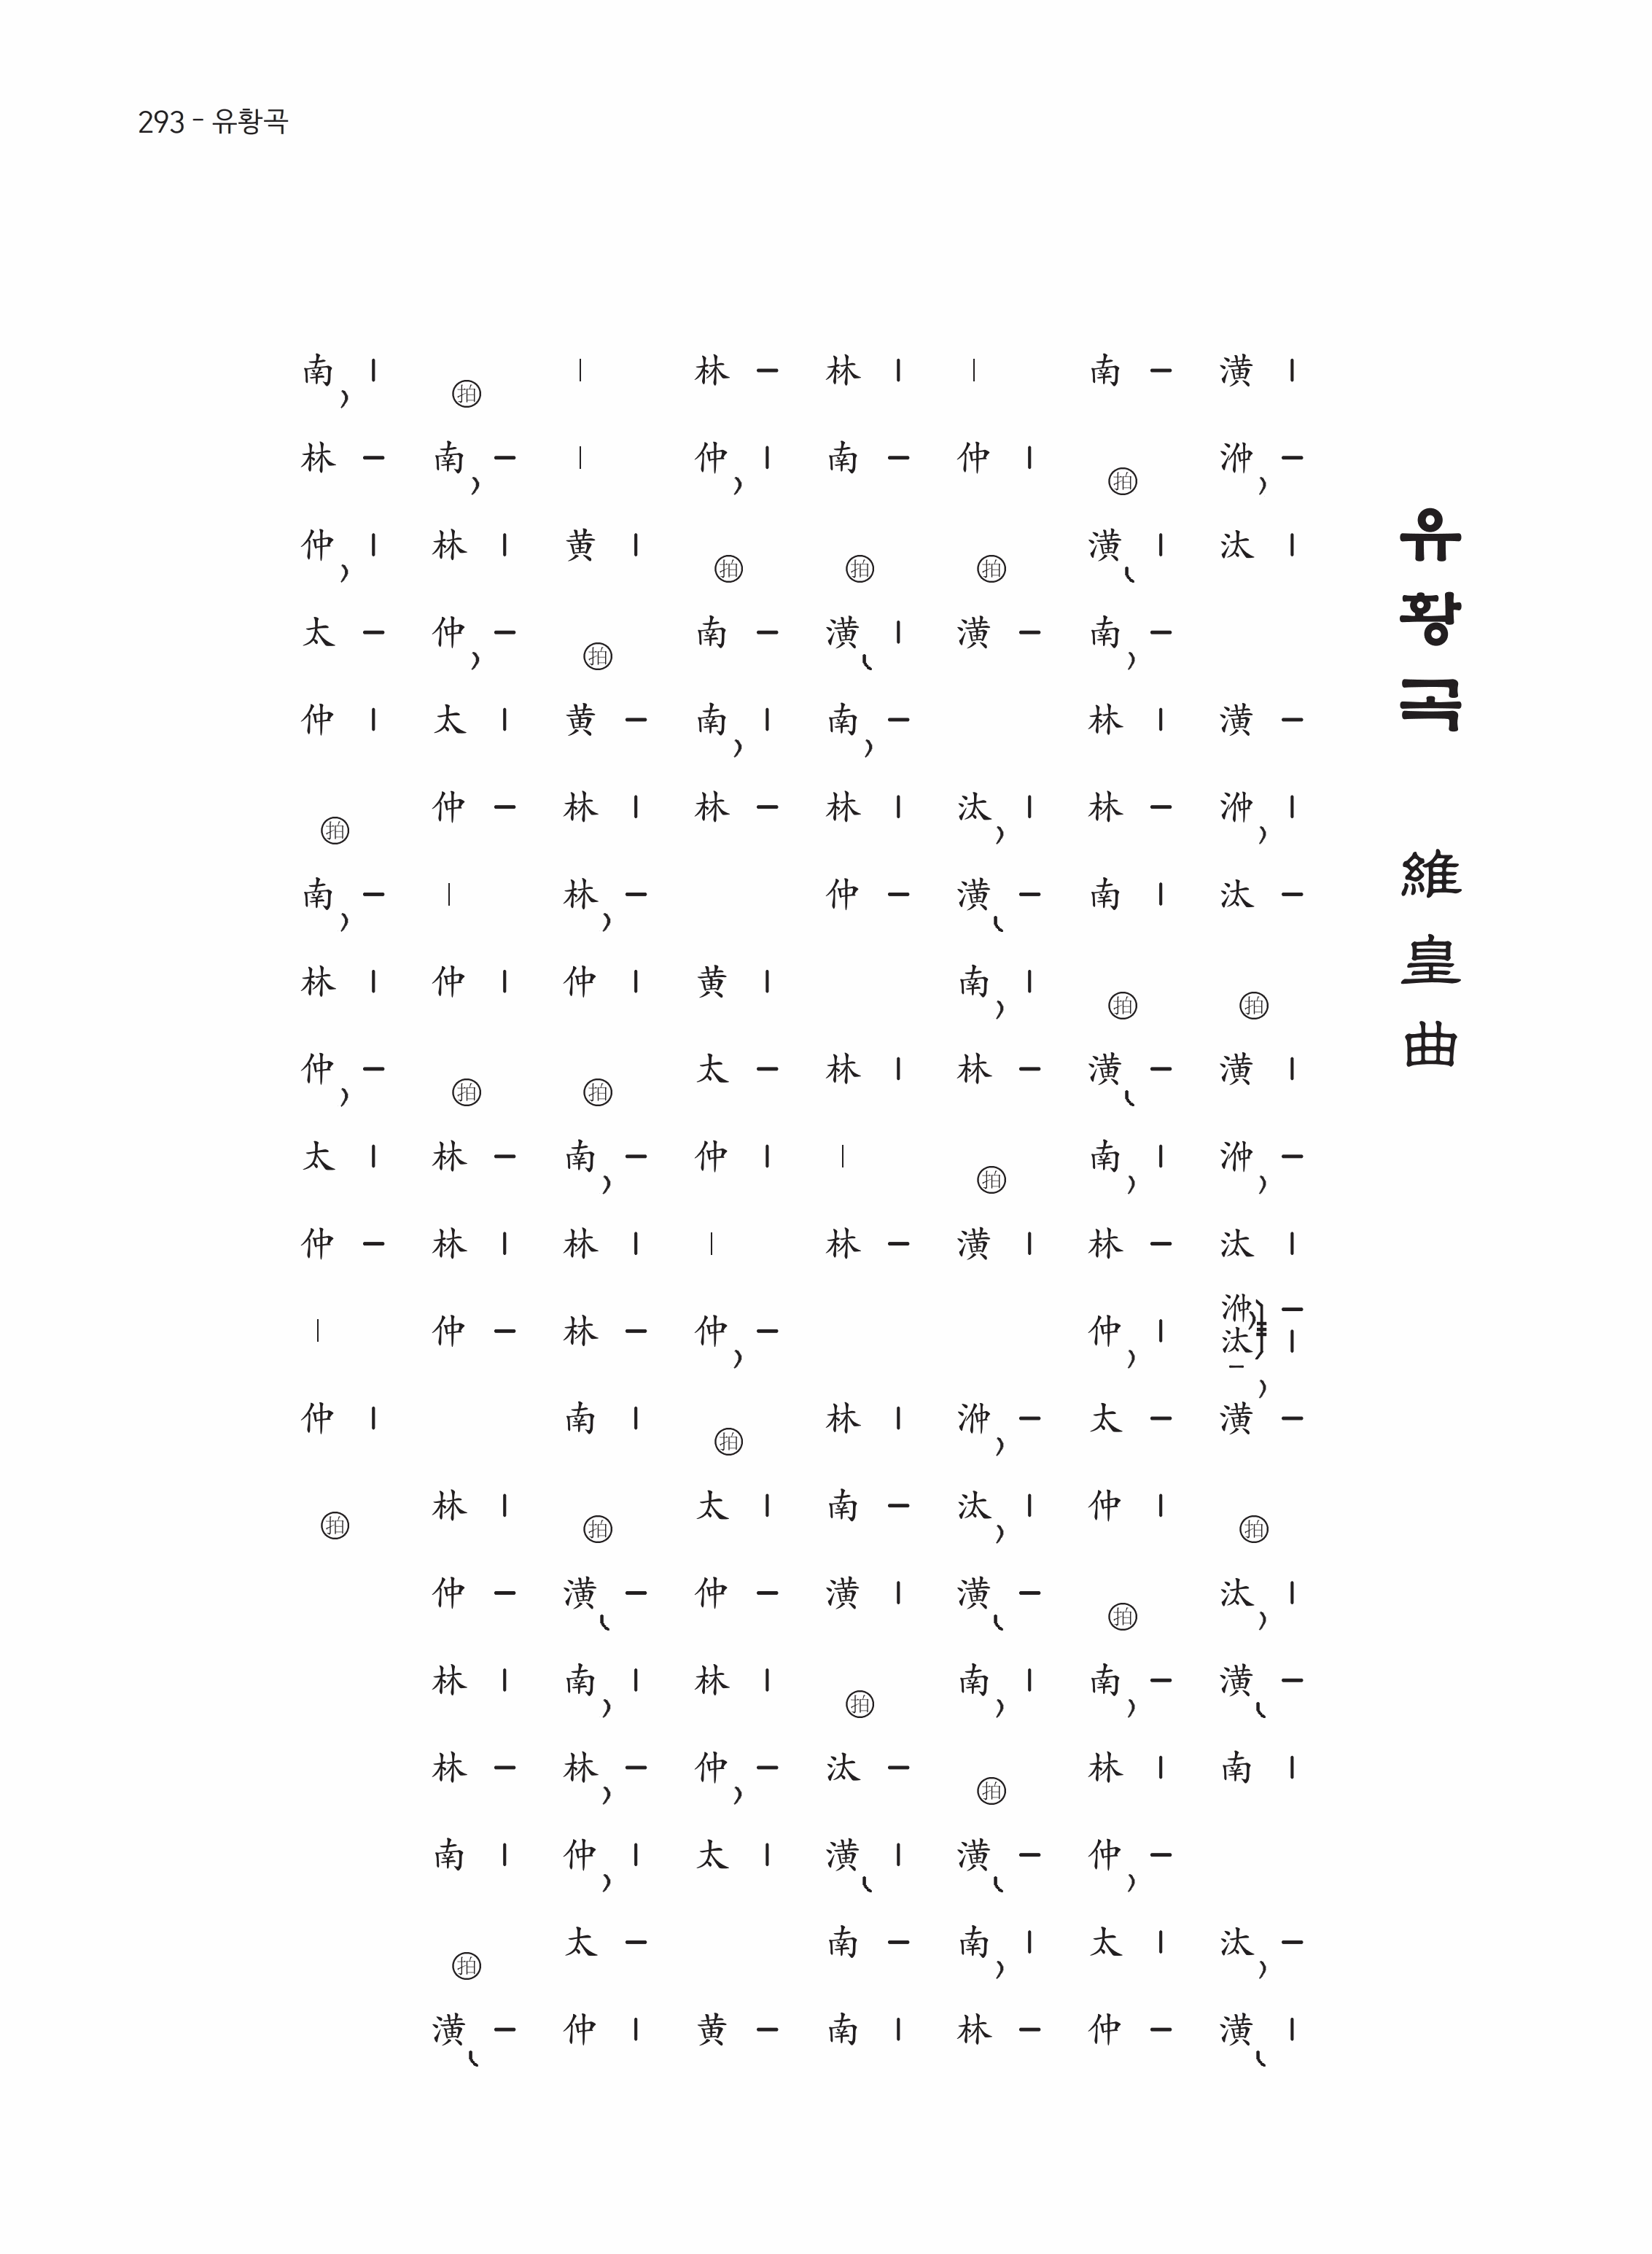 293 - 유황곡
유황곡 維皇曲
潢 㳞 汰 潢 㳞 汰 拍 潢 㳞 汰 㳞 汰 潢 拍 汰 潢 南 汰 潢
南 拍 潢 南 林 林 南 拍 潢 南 林 仲 太 仲 拍 南 林 仲 太 仲
仲 拍 潢 汰 潢 南 林 拍 潢 㳞 汰 潢 南 拍 潢 南 林
林 南 拍 潢 南 林 仲 林 林 林 南 潢 拍 汰 潢 南 南
林 仲 拍 南 南 林 黄 太 仲 仲 拍 太 仲 林 仲 太 黄
黄 拍 黄 林 林 仲 拍 南 林 林 南 拍 潢 南 林 仲 太 仲
拍 南 林 仲 太 仲 仲 拍 林 林 仲 林 仲 林 林 南 拍 潢
南 林 仲 太 仲 拍 南 林 仲 太 仲 仲 拍